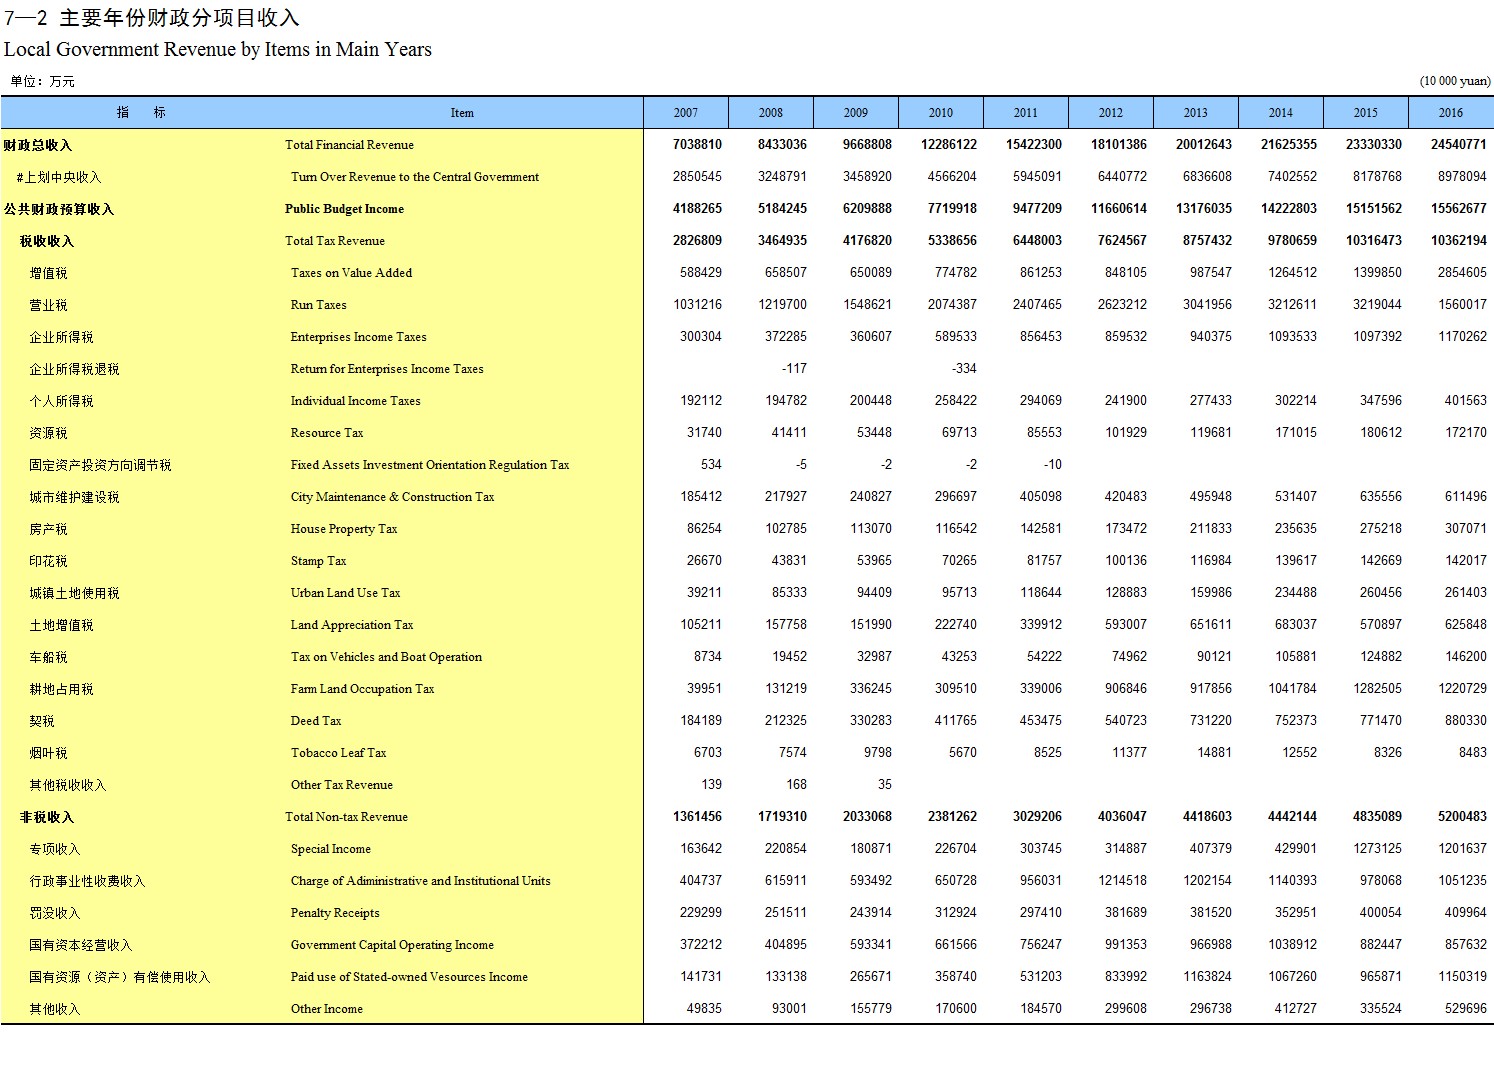 7—2 主要年份财政分项目收入
Local Government Revenue by Items in Main Years
单位：万元 (10 000 yuan)
指 标 Item 2007 2008 2009 2010 2011 2012 2013 2014 2015 2016
财政总收入 Total Financial Revenue 7038810 8433036 9668808 12286122 15422300 18101386 20012643 21625355 23330330 24540771
#上划中央收入 Turn Over Revenue to the Central Government 2850545 3248791 3458920 4566204 5945091 6440772 6836608 7402552 8178768 8978094
公共财政预算收入 Public Budget Income 4188265 5184245 6209888 7719918 9477209 11660614 13176035 14222803 15151562 15562677
税收收入 Total Tax Revenue 2826809 3464935 4176820 5338656 6448003 7624567 8757432 9780659 10316473 10362194
增值税 Taxes on Value Added 588429 658507 650089 774782 861253 848105 987547 1264512 1399850 2854605
营业税 Run Taxes 1031216 1219700 1548621 2074387 2407465 2623212 3041956 3212611 3219044 1560017
企业所得税 Enterprises Income Taxes 300304 372285 360607 589533 856453 859532 940375 1093533 1097392 1170262
企业所得税退税 Return for Enterprises Income Taxes -117 -334
个人所得税 Individual Income Taxes 192112 194782 200448 258422 294069 241900 277433 302214 347596 401563
资源税 Resource Tax 31740 41411 53448 69713 85553 101929 119681 171015 180612 172170
固定资产投资方向调节税 Fixed Assets Investment Orientation Regulation Tax 534 -5 -2 -2 -10
城市维护建设税 City Maintenance & Construction Tax 185412 217927 240827 296697 405098 420483 495948 531407 635556 611496
房产税 House Property Tax 86254 102785 113070 116542 142581 173472 211833 235635 275218 307071
印花税 Stamp Tax 26670 43831 53965 70265 81757 100136 116984 139617 142669 142017
城镇土地使用税 Urban Land Use Tax 39211 85333 94409 95713 118644 128883 159986 234488 260456 261403
土地增值税 Land Appreciation Tax 105211 157758 151990 222740 339912 593007 651611 683037 570897 625848
车船税 Tax on Vehicles and Boat Operation 8734 19452 32987 43253 54222 74962 90121 105881 124882 146200
耕地占用税 Farm Land Occupation Tax 39951 131219 336245 309510 339006 906846 917856 1041784 1282505 1220729
契税 Deed Tax 184189 212325 330283 411765 453475 540723 731220 752373 771470 880330
烟叶税 Tobacco Leaf Tax 6703 7574 9798 5670 8525 11377 14881 12552 8326 8483
其他税收收入 Other Tax Revenue 139 168 35
非税收入 Total Non-tax Revenue 1361456 1719310 2033068 2381262 3029206 4036047 4418603 4442144 4835089 5200483
专项收入 Special Income 163642 220854 180871 226704 303745 314887 407379 429901 1273125 1201637
行政事业性收费收入 Charge of Adiministrative and Institutional Units 404737 615911 593492 650728 956031 1214518 1202154 1140393 978068 1051235
罚没收入 Penalty Receipts 229299 251511 243914 312924 297410 381689 381520 352951 400054 409964
国有资本经营收入 Government Capital Operating Income 372212 404895 593341 661566 756247 991353 966988 1038912 882447 857632
国有资源（资产）有偿使用收入 Paid use of Stated-owned Vesources Income 141731 133138 265671 358740 531203 833992 1163824 1067260 965871 1150319
其他收入 Other Income 49835 93001 155779 170600 184570 299608 296738 412727 335524 529696